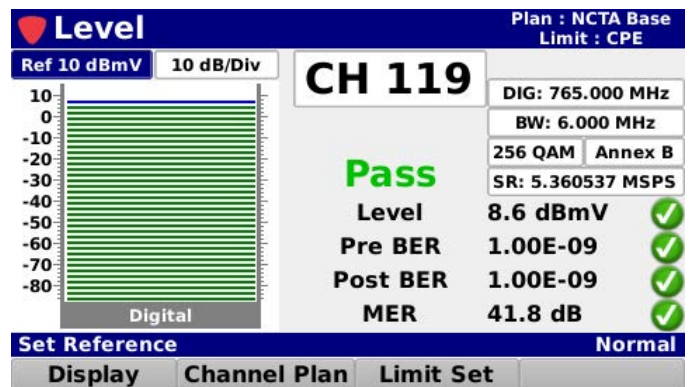 Level
Plan : NCTA Base
Limit : CPE
Ref 10 dBmV
10 dB/Div
CH 119
DIG: 765.000 MHz
BW: 6.000 MHz
256 QAM
Annex B
SR: 5.360537 MSPS
10
0
-10
-20
-30
-40
-50
-60
-70
-80
Digital
Pass
Level 8.6 dBmV
Pre BER 1.00E-09
Post BER 1.00E-09
MER 41.8 dB
Set Reference
Normal
Display
Channel Plan
Limit Set